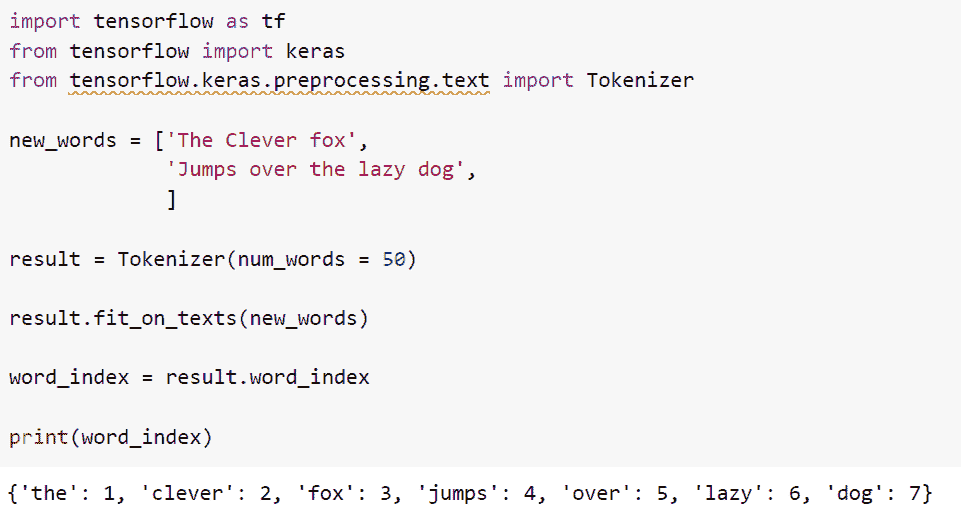 import tensorflow as tf
from tensorflow import keras
from tensorflow.keras.preprocessing.text import Tokenizer
new_words = ['The Clever fox',
'Jumps over the lazy dog',
]
result = Tokenizer(num_words = 50)
result.fit_on_texts(new_words)
word_index = result.word_index
print(word_index)
{'the': 1, 'clever': 2, 'fox': 3, 'jumps': 4, 'over': 5, 'lazy': 6, 'dog': 7}